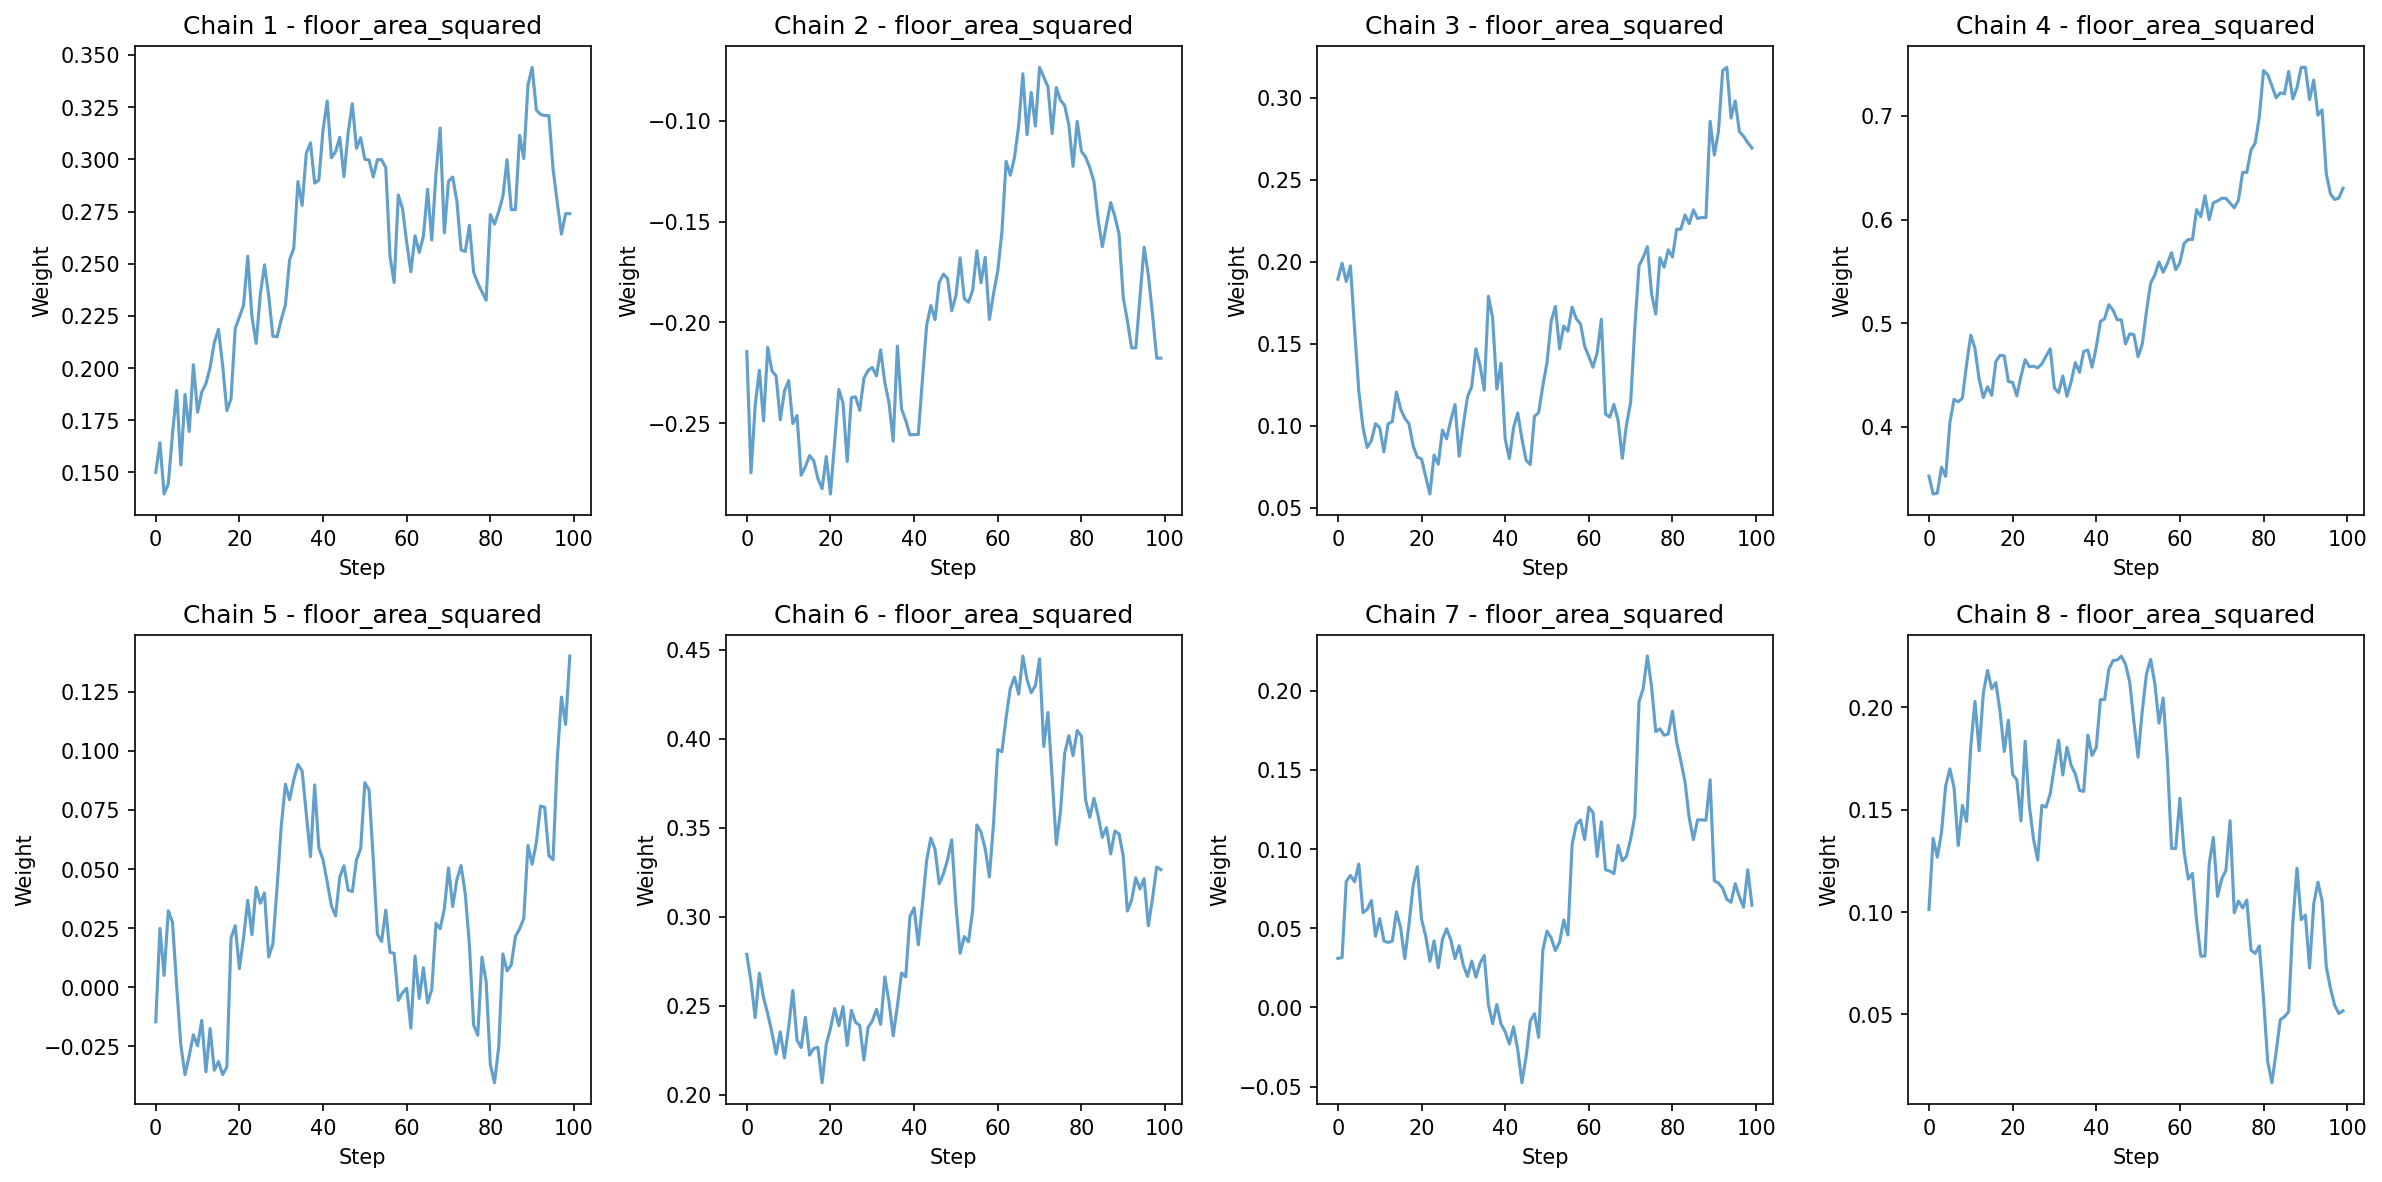 Chain 1 - floor_area_squared
Weight
0.350
0.325
0.300
0.275
0.250
0.225
0.200
0.175
0.150
0 20 40 60 80 100
Step
Chain 2 - floor_area_squared
Weight
−0.10
−0.15
−0.20
−0.25
0 20 40 60 80 100
Step
Chain 3 - floor_area_squared
Weight
0.30
0.25
0.20
0.15
0.10
0.05
0 20 40 60 80 100
Step
Chain 4 - floor_area_squared
Weight
0.7
0.6
0.5
0.4
0 20 40 60 80 100
Step
Chain 5 - floor_area_squared
Weight
0.125
0.100
0.075
0.050
0.025
0.000
−0.025
0 20 40 60 80 100
Step
Chain 6 - floor_area_squared
Weight
0.45
0.40
0.35
0.30
0.25
0.20
0 20 40 60 80 100
Step
Chain 7 - floor_area_squared
Weight
0.20
0.15
0.10
0.05
0.00
−0.05
0 20 40 60 80 100
Step
Chain 8 - floor_area_squared
Weight
0.20
0.15
0.10
0.05
0 20 40 60 80 100
Step